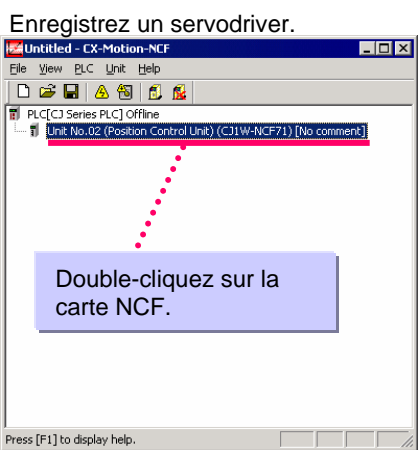 Enregistrez un servodriver.
Untitled - CX-Motion-NCF
File View PLC Unit Help
PLC[CJ Series PLC] Offline
Unit No.02 (Position Control Unit) (CJ1W-NCF71) [No comment]
Double-cliquez sur la
carte NCF.
Press [F1] to display help.